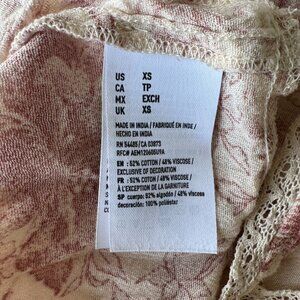 US XS
CA TP
MX EXCH
UK XS
MADE IN INDIA / FABRIQUÉ EN INDE /
HECHO EN INDIA
RN 54485 / CA 03873
RFC# AEM120605U9A
EN : 52% COTTON / 48% VISCOSE /
EXCLUSIVE OF DECORATION
FR : 52% COTON / 48% VISCOSE /
À L'EXCEPTION DE LA GARNITURE
SP cuerpo: 52% algodón / 48% viscosa
decoración: 100% poliéster